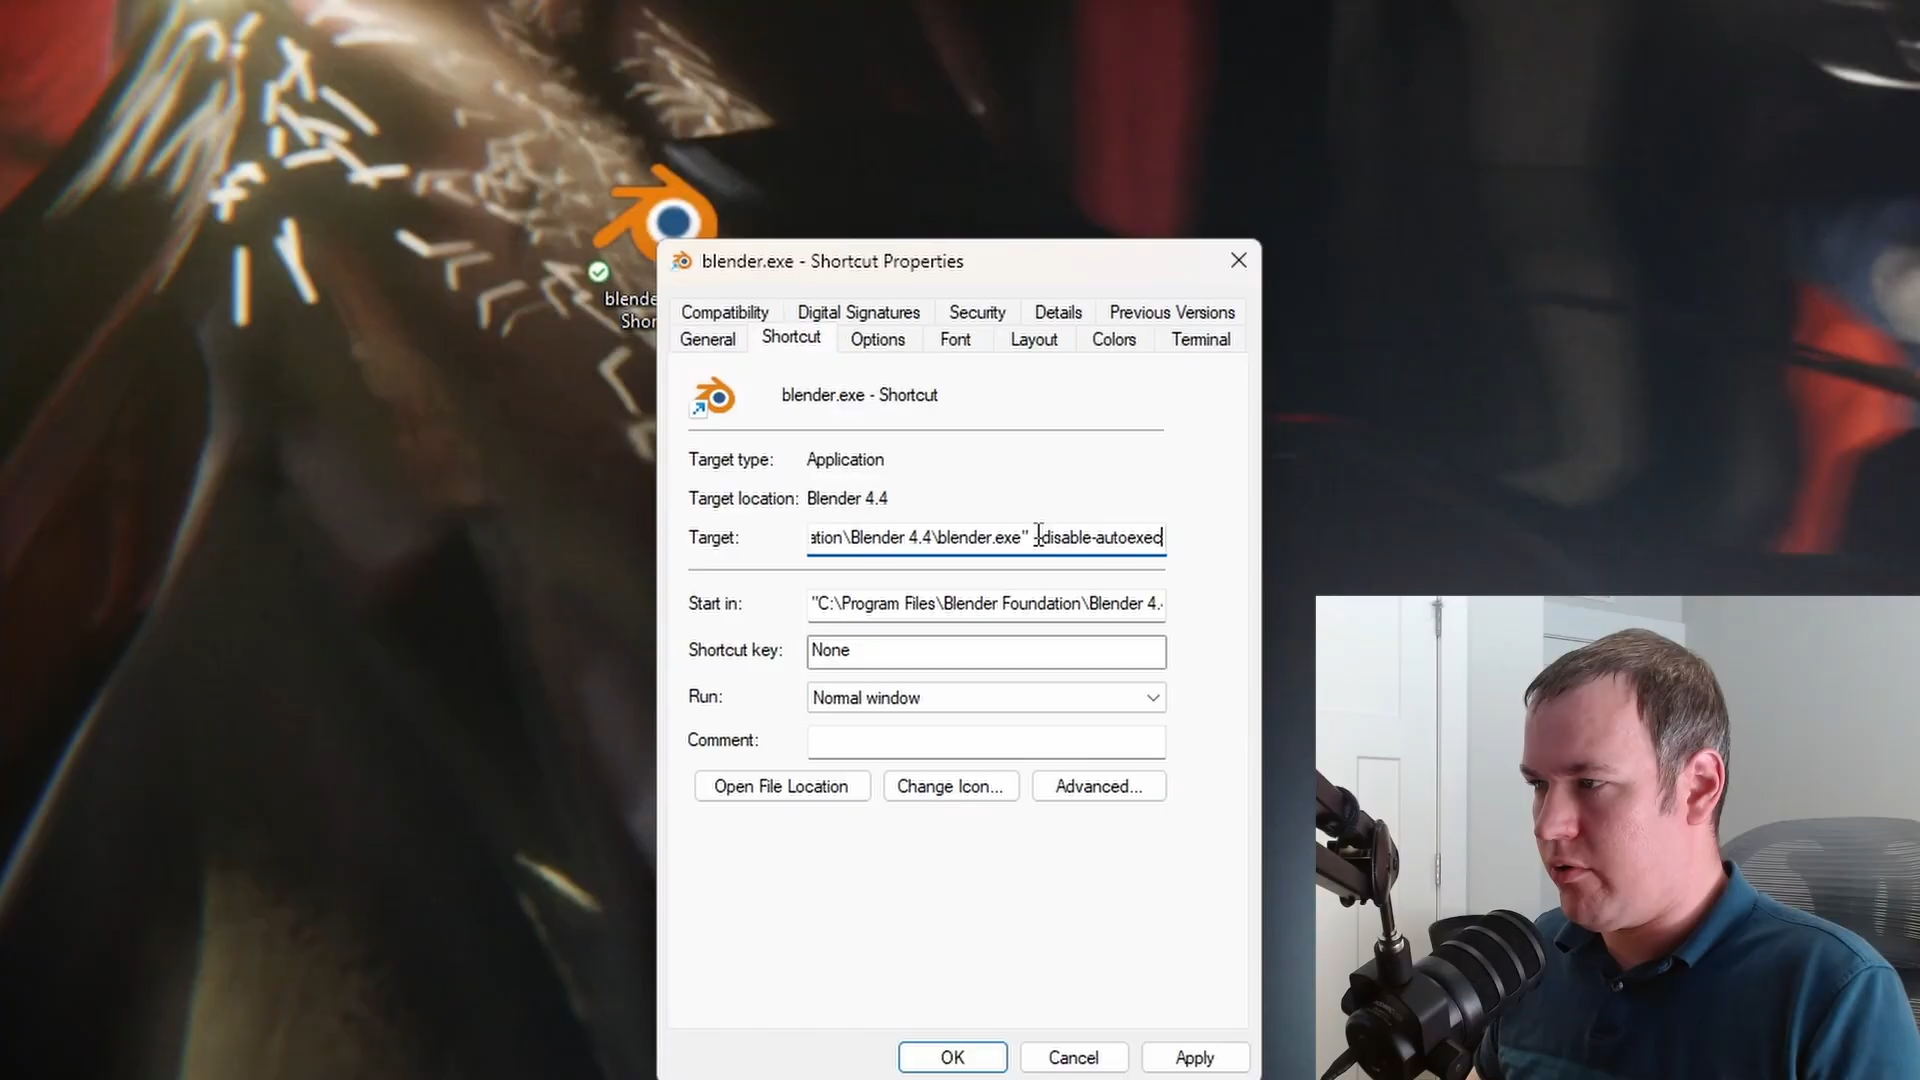 blende
Shor
blender.exe - Shortcut Properties
Compatibility Digital Signatures Security Details Previous Versions
General Shortcut Options Font Layout Colors Terminal
blender.exe - Shortcut
Target type: Application
Target location: Blender 4.4
Target: ation\Blender 4.4\blender.exe" --disable-autoexec
Start in: "C:\Program Files\Blender Foundation\Blender 4.
Shortcut key: None
Run: Normal window
Comment:
Open File Location Change Icon... Advanced...
OK Cancel Apply